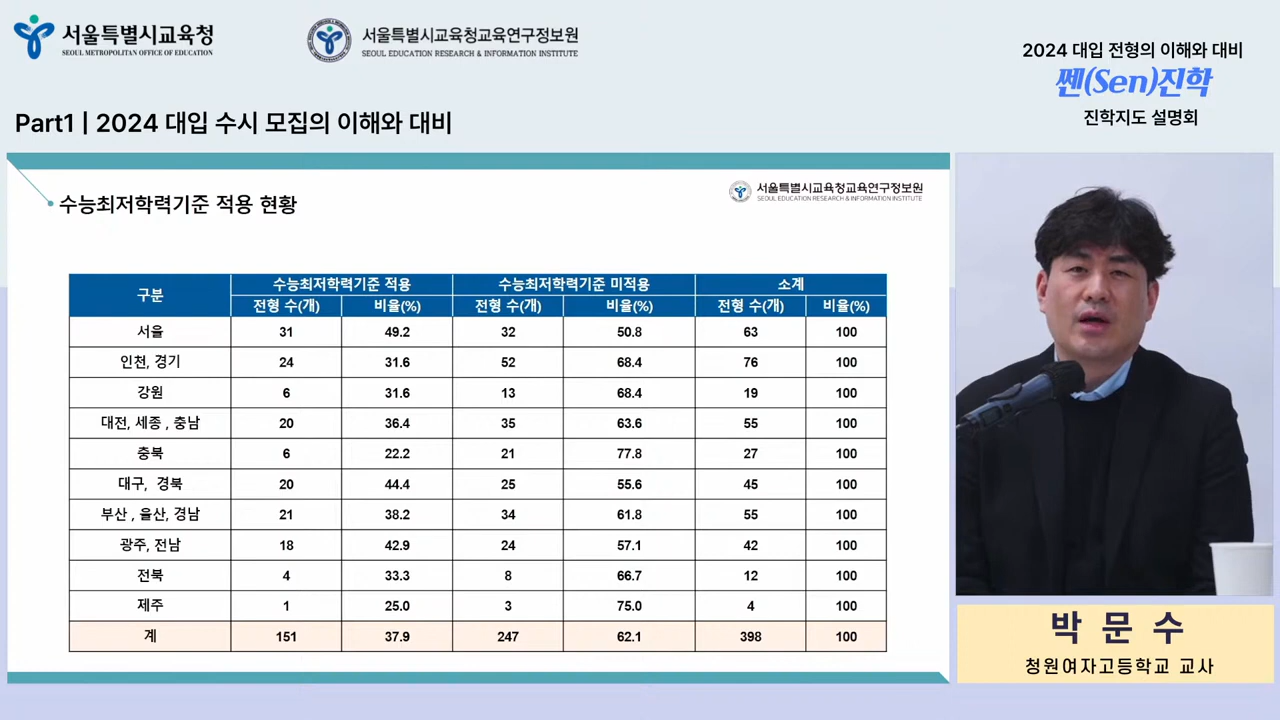 서울특별시교육청
SEOUL METROPOLITAN OFFICE OF EDUCATION
서울특별시교육청교육연구정보원
SEOUL EDUCATION RESEARCH & INFORMATION INSTITUTE
2024 대입 전형의 이해와 대비
쎈(Sen)진학
진학지도 설명회
Part1 | 2024 대입 수시 모집의 이해와 대비
수능최저학력기준 적용 현황
서울특별시교육청교육연구정보원
SEOUL EDUCATION RESEARCH & INFORMATION INSTITUTE
구분 수능최저학력기준 적용 수능최저학력기준 미적용 소계
전형 수(개) 비율(%) 전형 수(개) 비율(%) 전형 수(개) 비율(%)
서울 31 49.2 32 50.8 63 100
인천, 경기 24 31.6 52 68.4 76 100
강원 6 31.6 13 68.4 19 100
대전, 세종 , 충남 20 36.4 35 63.6 55 100
충북 6 22.2 21 77.8 27 100
대구, 경북 20 44.4 25 55.6 45 100
부산 , 울산, 경남 21 38.2 34 61.8 55 100
광주, 전남 18 42.9 24 57.1 42 100
전북 4 33.3 8 66.7 12 100
제주 1 25.0 3 75.0 4 100
계 151 37.9 247 62.1 398 100
박 문 수
청원여자고등학교 교사